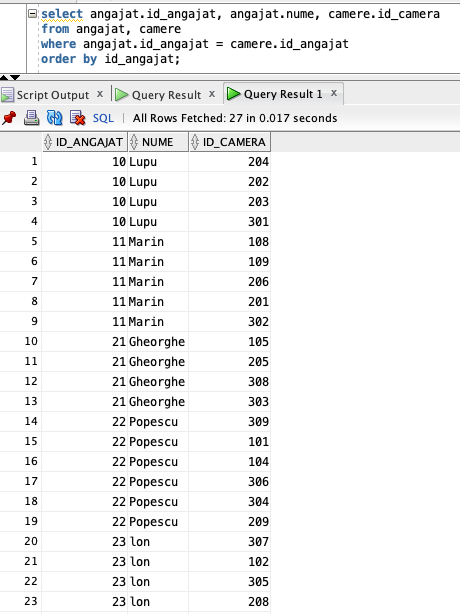 select angajat.id_angajat, angajat.nume, camere.id_camera
from angajat, camere
where angajat.id_angajat = camere.id_angajat
order by id_angajat;
Script Output x Query Result x Query Result 1 x
SQL | All Rows Fetched: 27 in 0.017 seconds
ID_ANGAJAT NUME ID_CAMERA
1 10 Lupu 204
2 10 Lupu 202
3 10 Lupu 203
4 10 Lupu 301
5 11 Marin 108
6 11 Marin 109
7 11 Marin 206
8 11 Marin 201
9 11 Marin 302
10 21 Gheorghe 105
11 21 Gheorghe 205
12 21 Gheorghe 308
13 21 Gheorghe 303
14 22 Popescu 309
15 22 Popescu 101
16 22 Popescu 104
17 22 Popescu 306
18 22 Popescu 304
19 22 Popescu 209
20 23 lon 307
21 23 lon 102
22 23 lon 305
23 23 lon 208